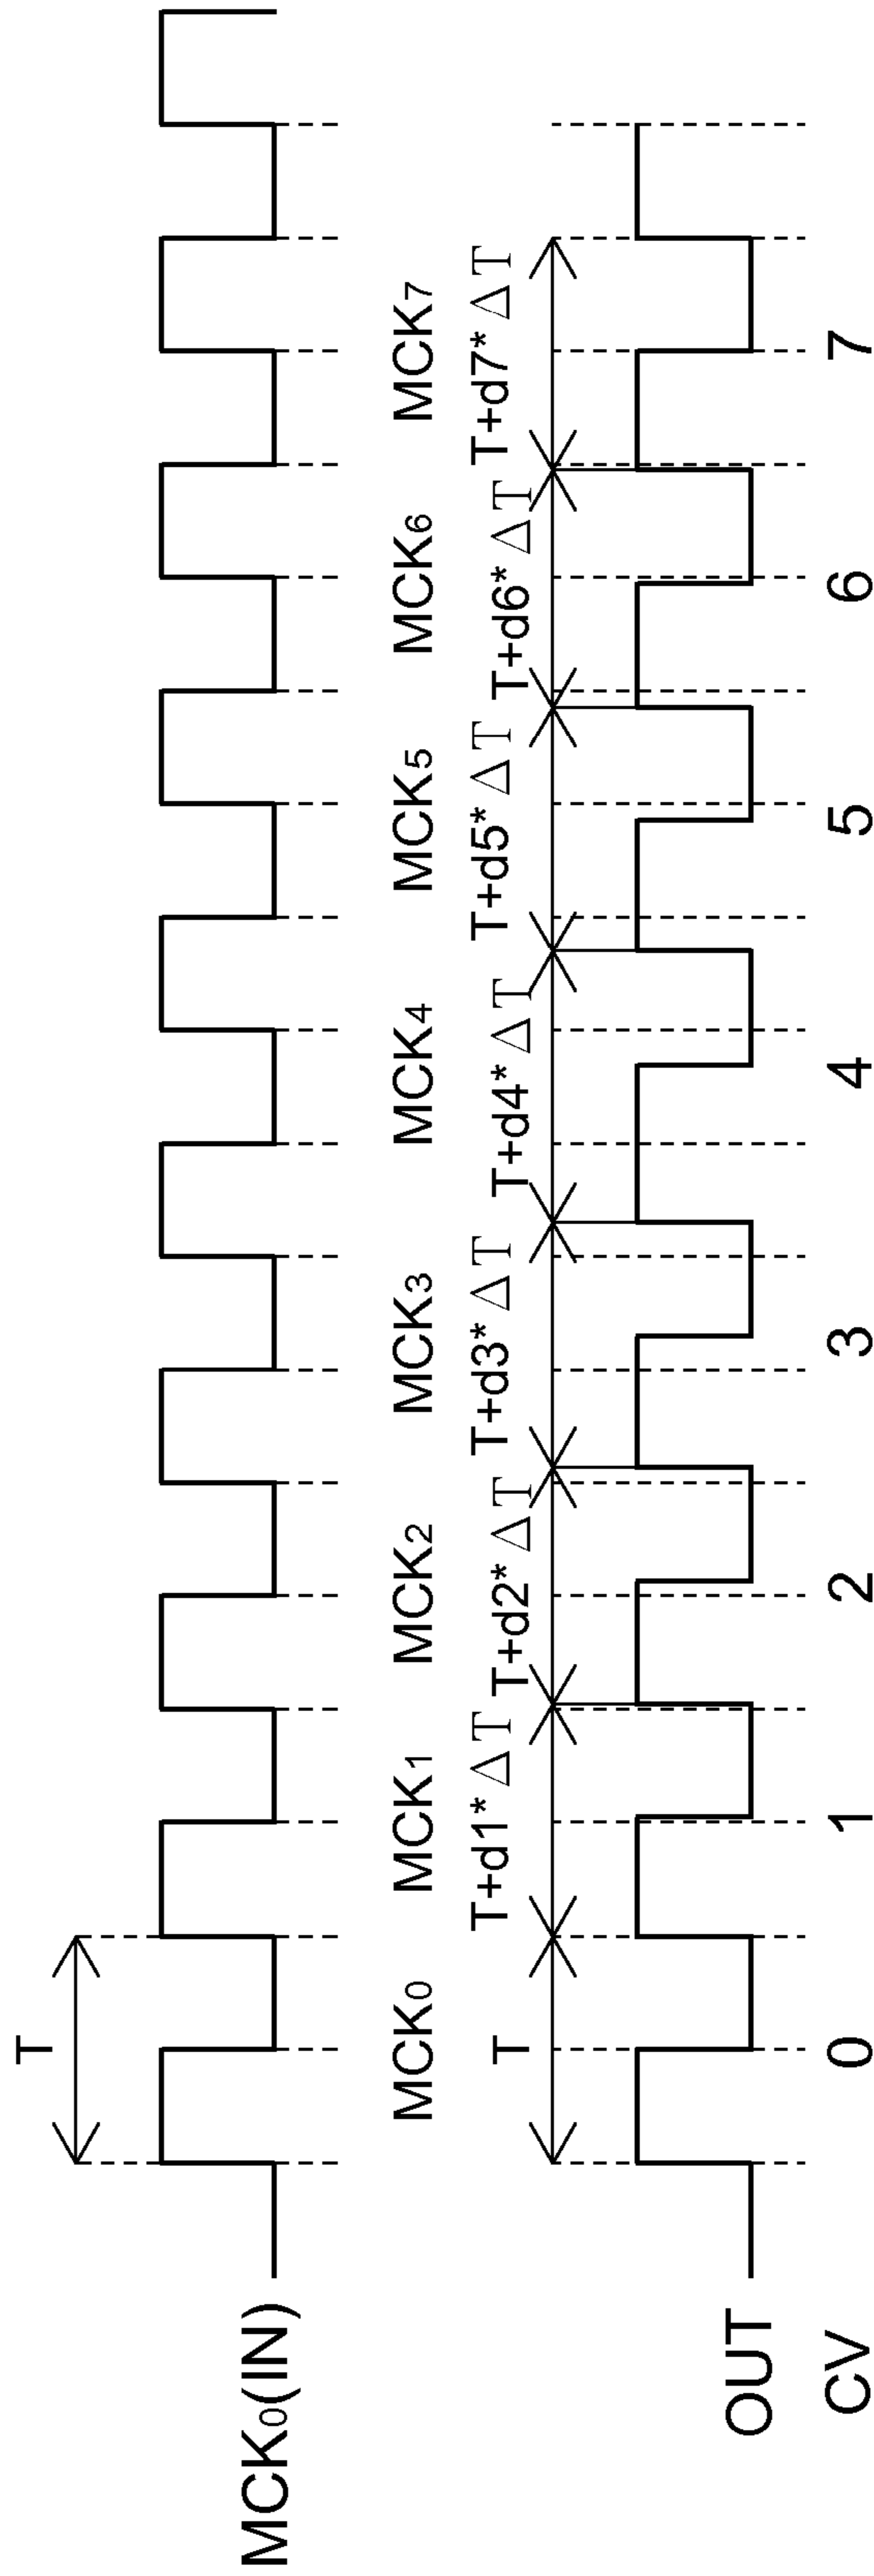 T
MCK0(IN)
MCK0 MCK1 MCK2 MCK3 MCK4 MCK5 MCK6 MCK7
T T+d1*ΔT T+d2*ΔT T+d3*ΔT T+d4*ΔT T+d5*ΔT T+d6*ΔT T+d7*ΔT
OUT
CV 0 1 2 3 4 5 6 7